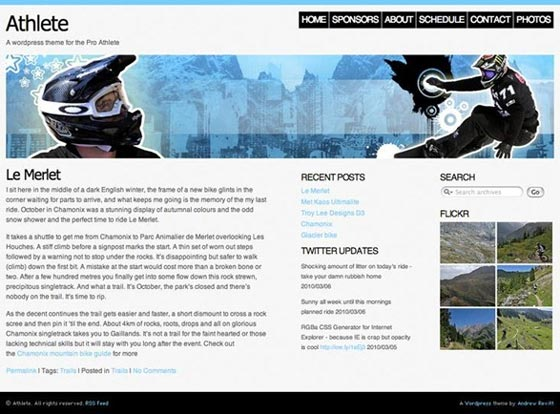 Athlete
A wordpress theme for the Pro Athlete
HOME SPONSORS ABOUT SCHEDULE CONTACT PHOTOS
71
Le Merlet
I sit here in the middle of a dark English winter, the frame of a new bike glints in the
corner waiting for parts to arrive, and what keeps me going is the memory of the my last
ride. October in Chamonix was a stunning display of autumnal colours and the odd
snow shower and the perfect time to ride Le Merlet.
It takes a shuttle to get me from Chamonix to Parc Animalier de Merlet overlooking Les
Houches. A stiff climb before a signpost marks the start. A thin set of worn out steps
followed by a warning not to stop under the rocks. It's disappointing but safer to walk
(climb) down the first bit. A mistake at the start would cost more than a broken bone or
two. After a few hundred metres you finally get into some flow down this rock strewn,
precipitous singletrack. And what a trail. It's October, the park's closed and there's
nobody on the trail. It's time to rip.
As the decent continues the trail gets easier and faster, a short dismount to cross a rock
scree and then pin it 'til the end. About 4km of rocks, roots, drops and all on glorious
Chamonix singletrack takes you to Gaillands. It's not a trail for the faint hearted or those
lacking technical skills but it will stay with you long after the event. Check out
the Chamonix mountain bike guide for more
Permalink | Tags: Trails | Posted in Trails | No Comments
RECENT POSTS
Le Merlet
Met Kaos Ultimalite
Troy Lee Designs D3
Chamonix
Glacier bike
TWITTER UPDATES
Shocking amount of litter on today's ride -
take your damn rubbish home
2010/03/06
Sunny all week until this mornings
planned ride 2010/03/06
RGBa CSS Generator for Internet
Explorer - because IE is crap but opacity
is cool 2010/03/05
SEARCH
Search archives
Go
FLICKR
© Athlete. All rights reserved. RSS Feed
A Wordpress theme by Andrew Revitt